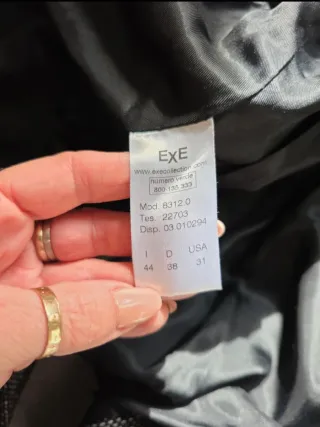 EXE
www.execollection.com
numero verde
800 135 333
Mod. 8312.0
Tes. 22703
Disp. 03.010294
I D USA
44 38 31